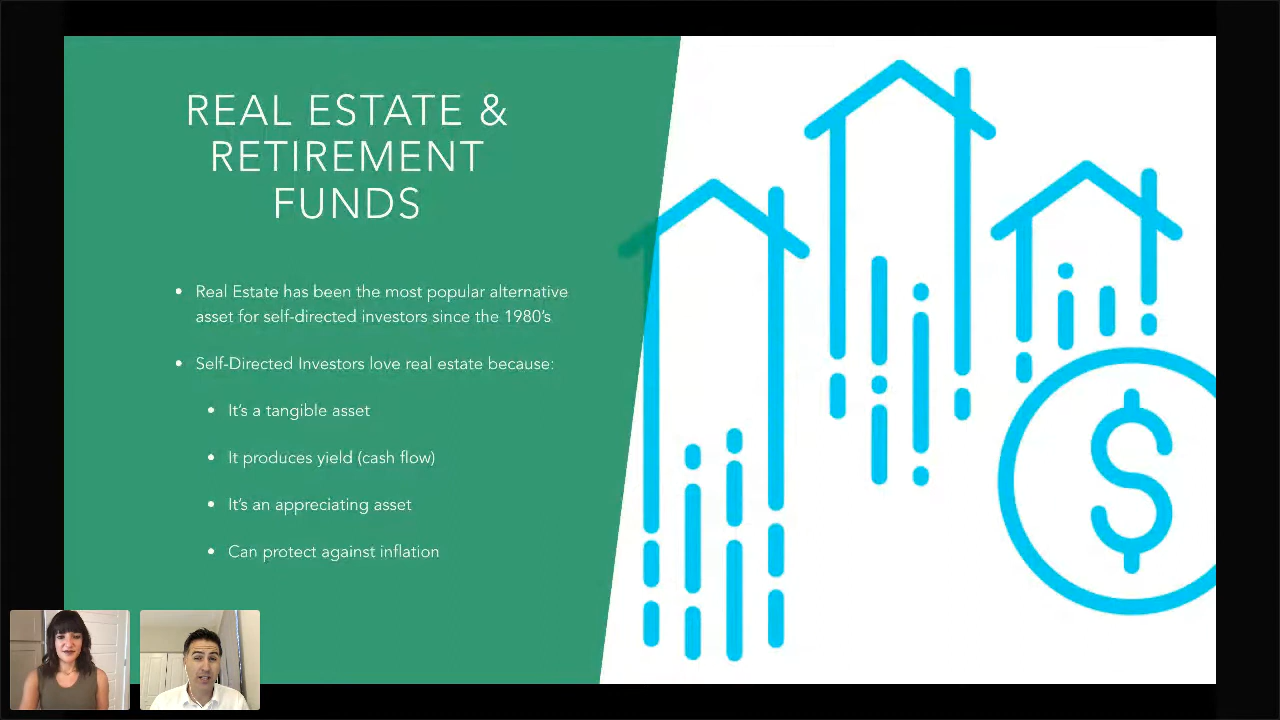 REAL ESTATE &
RETIREMENT
FUNDS
• Real Estate has been the most popular alternative
asset for self-directed investors since the 1980's
• Self-Directed Investors love real estate because:
• It's a tangible asset
• It produces yield (cash flow)
• It's an appreciating asset
• Can protect against inflation
$